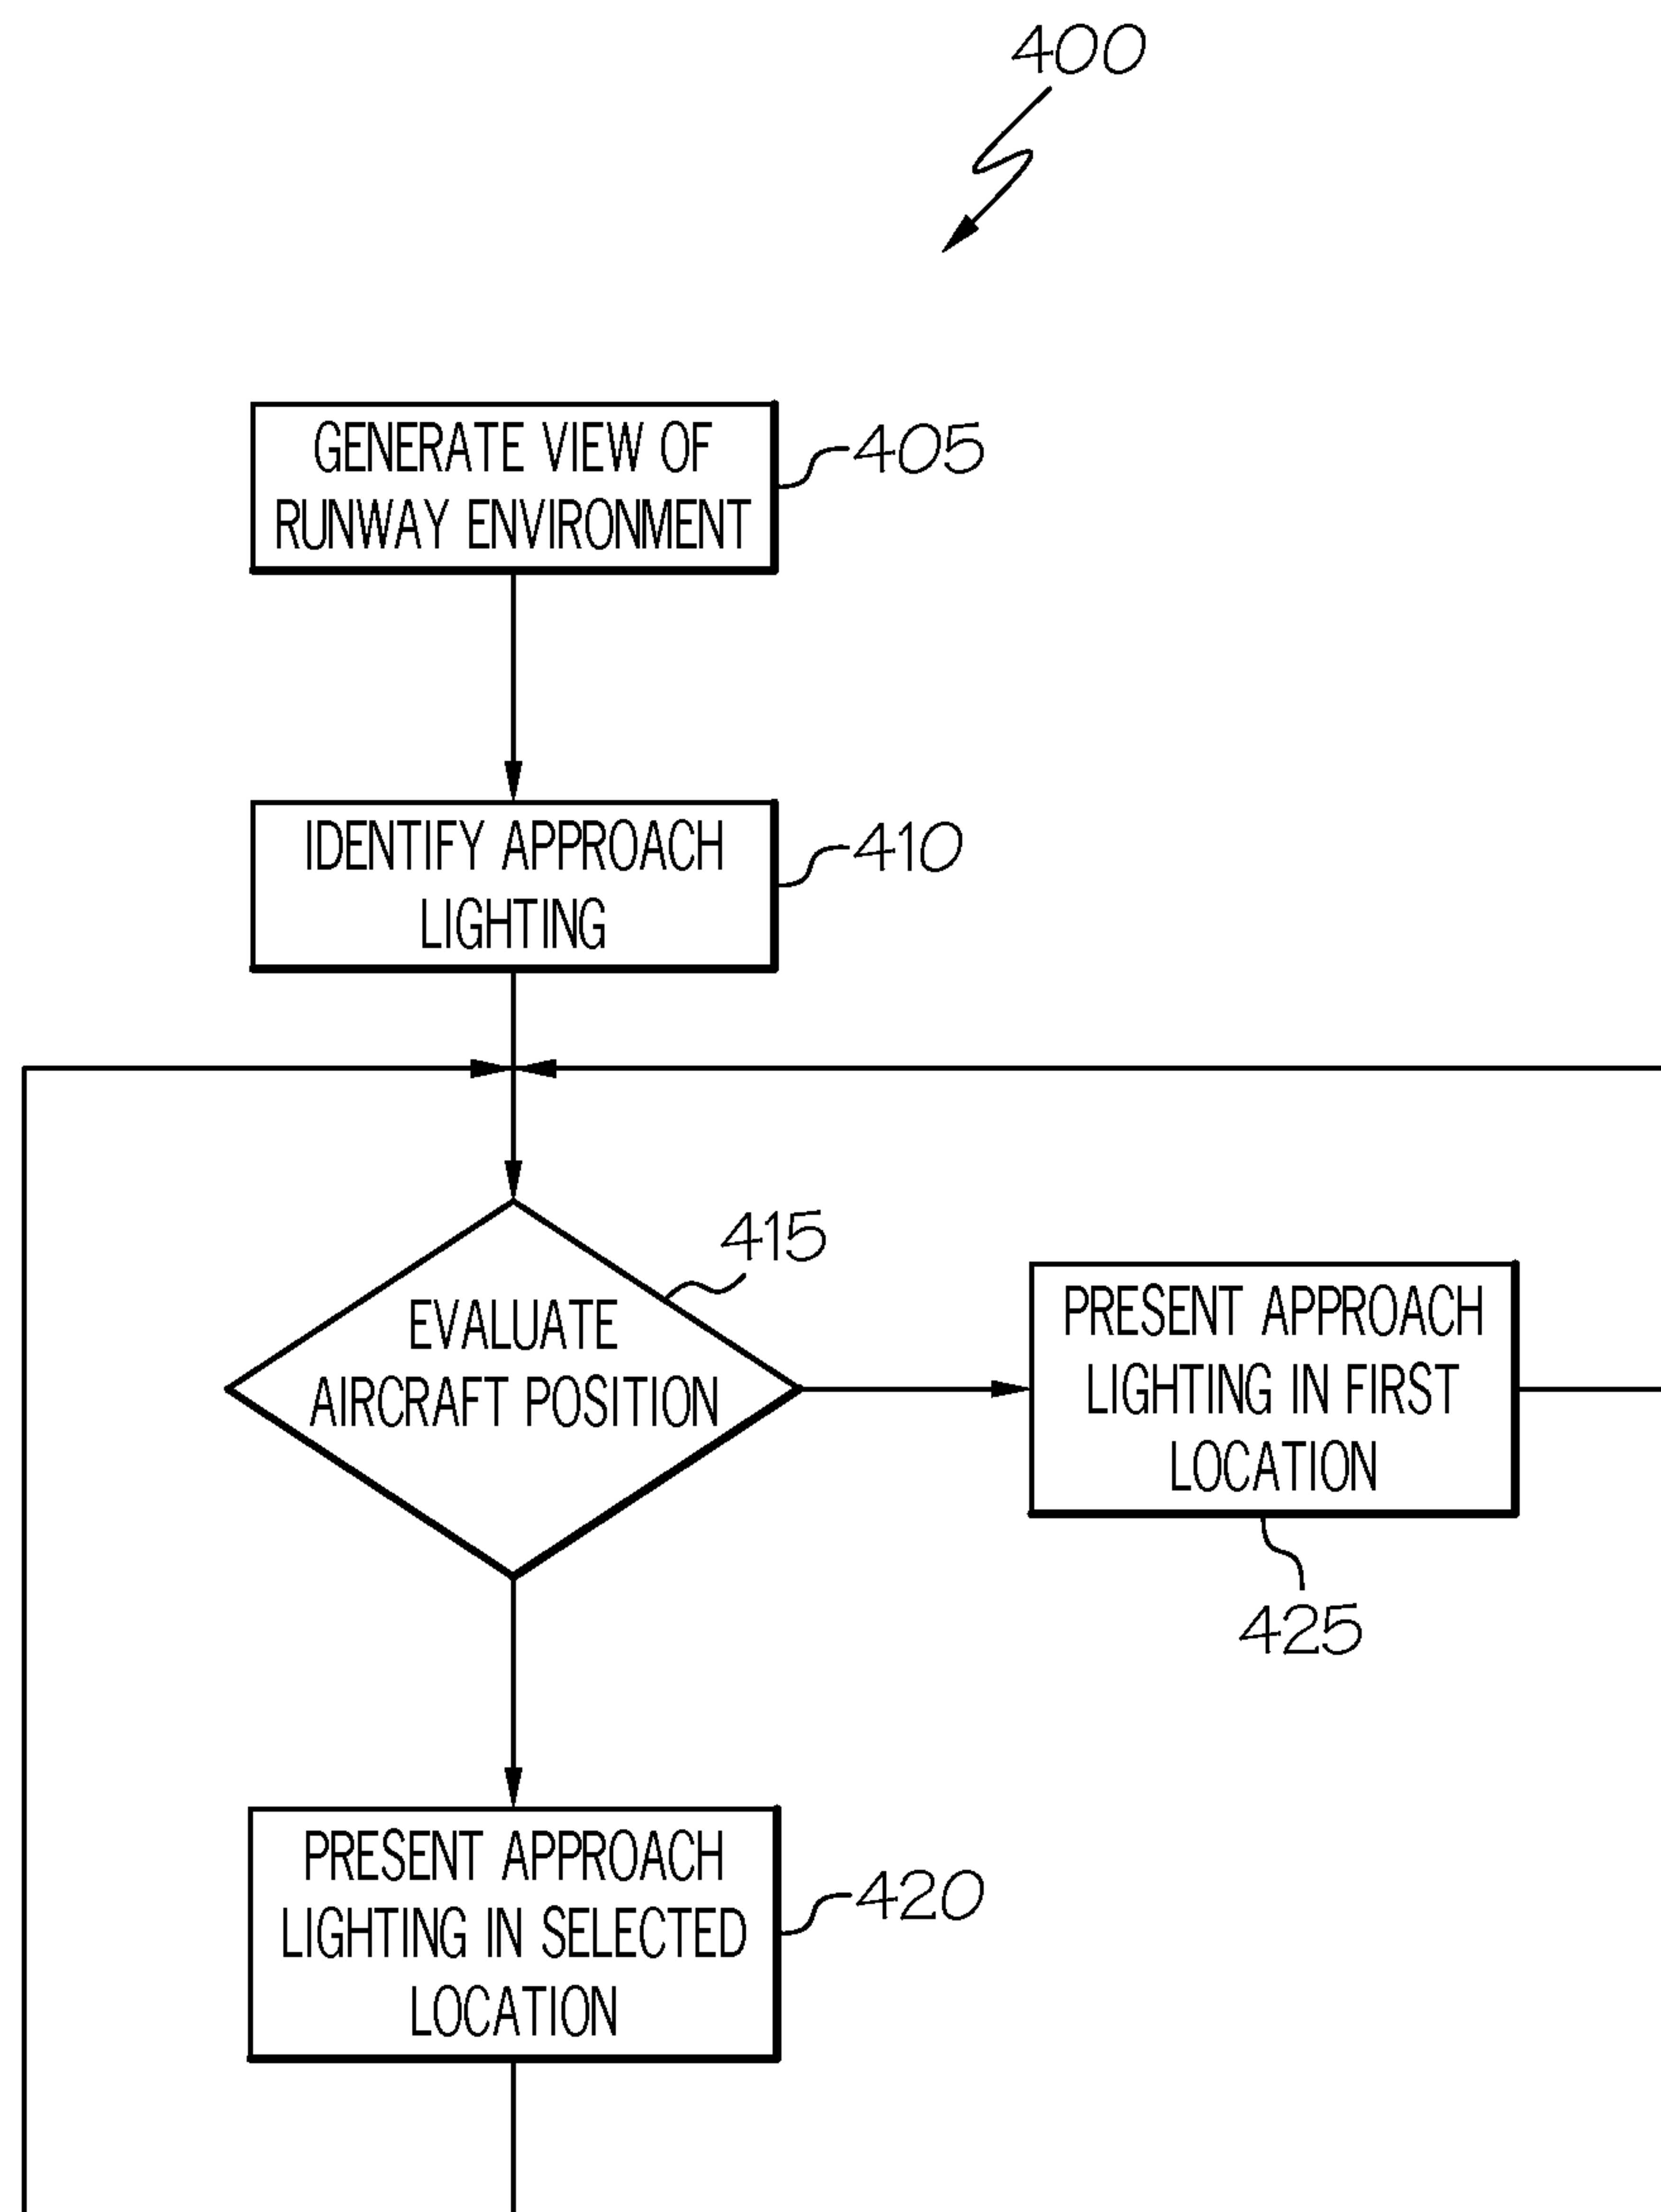 400
GENERATE VIEW OF
RUNWAY ENVIRONMENT
405
IDENTIFY APPROACH
LIGHTING
410
415
EVALUATE
AIRCRAFT POSITION
PRESENT APPROACH
LIGHTING IN FIRST
LOCATION
425
PRESENT APPROACH
LIGHTING IN SELECTED
LOCATION
420